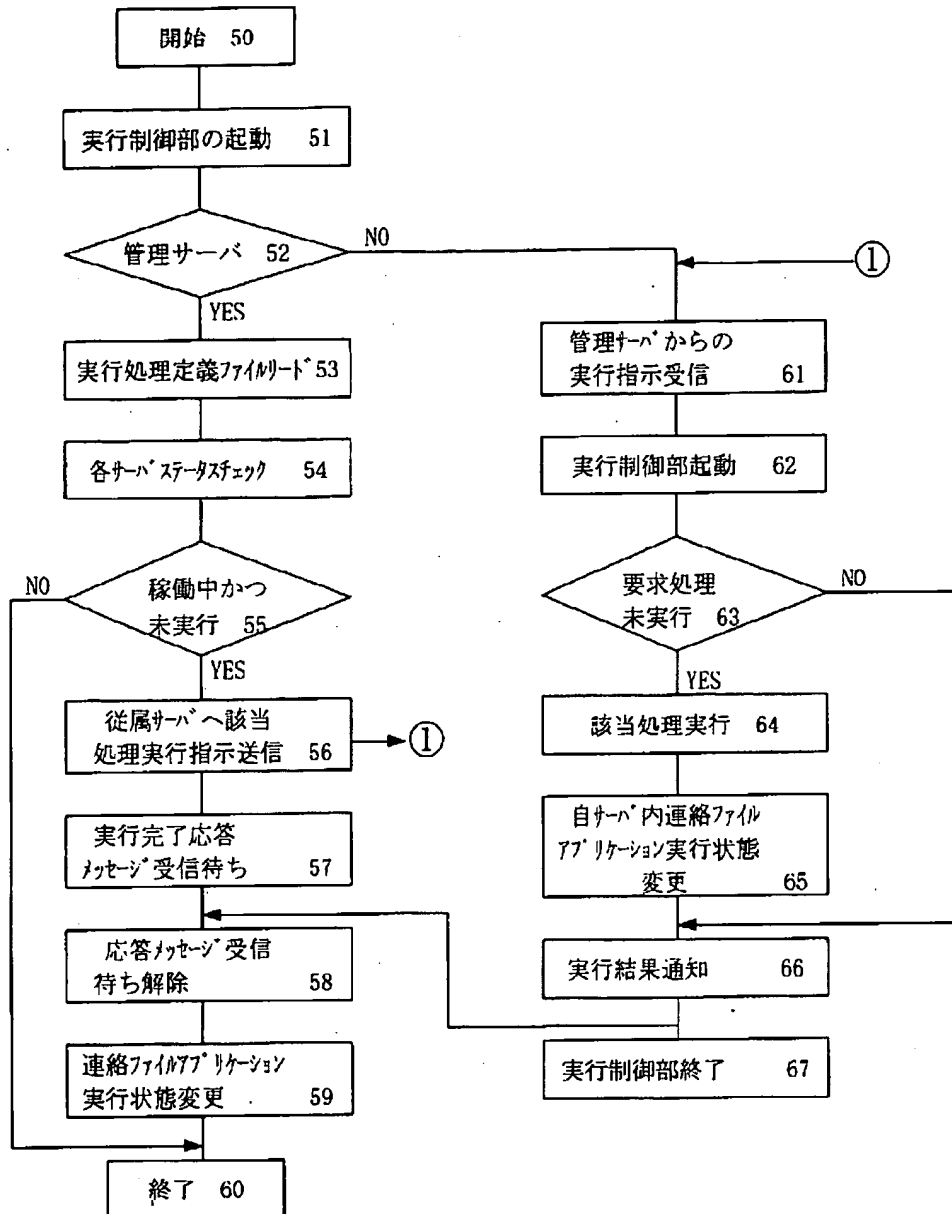 開始 50
実行制御部の起動 51
管理サーバ 52
NO
YES
実行処理定義ファイルリード 53
各サーバステータスチェック 54
稼働中かつ
未実行 55
NO
YES
従属サーバへ該当
処理実行指示送信 56
①
実行完了応答
メッセージ受信待ち 57
応答メッセージ受信
待ち解除 58
連絡ファイルアプリケーション
実行状態変更 59
終了 60
①
管理サーバからの
実行指示受信 61
実行制御部起動 62
要求処理
未実行 63
NO
YES
該当処理実行 64
自サーバ内連絡ファイル
アプリケーション実行状態
変更 65
実行結果通知 66
実行制御部終了 67